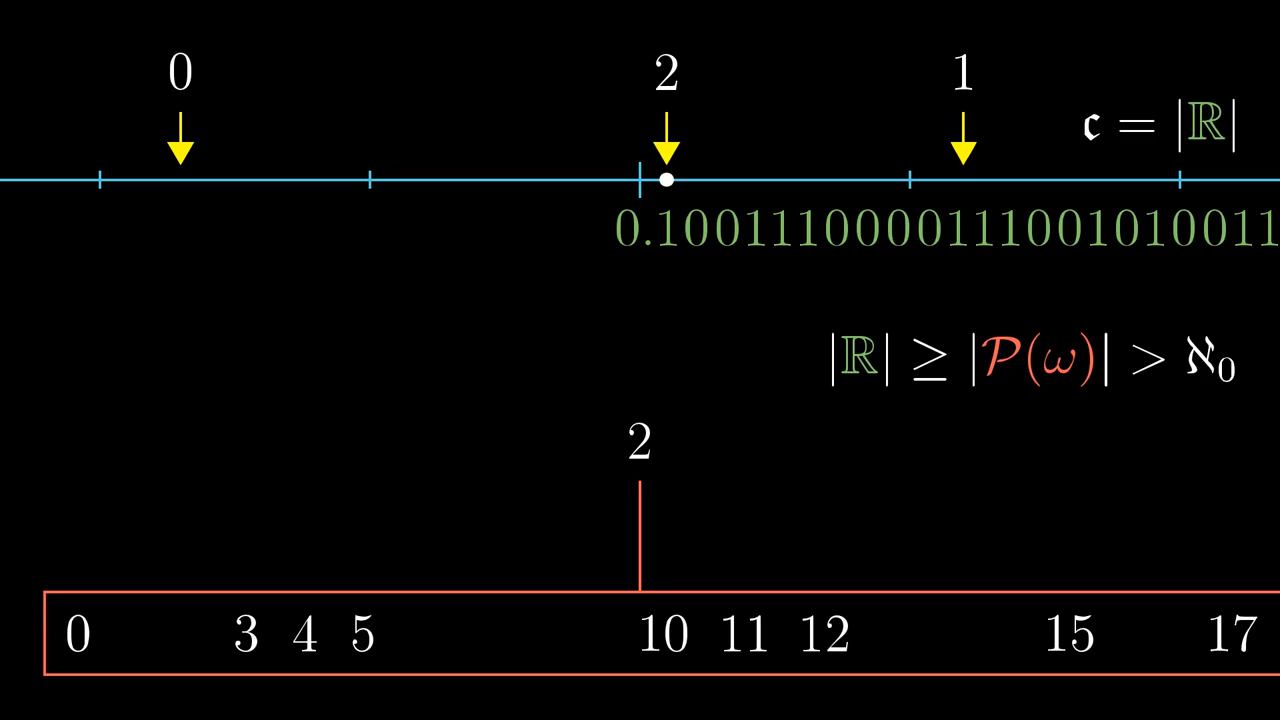 0 2 1
𝔠 = |ℝ|
0.1001110000111001010011
|ℝ| ≥ |𝒫(ω)| > ℵ₀
2
0 3 4 5 10 11 12 15 17